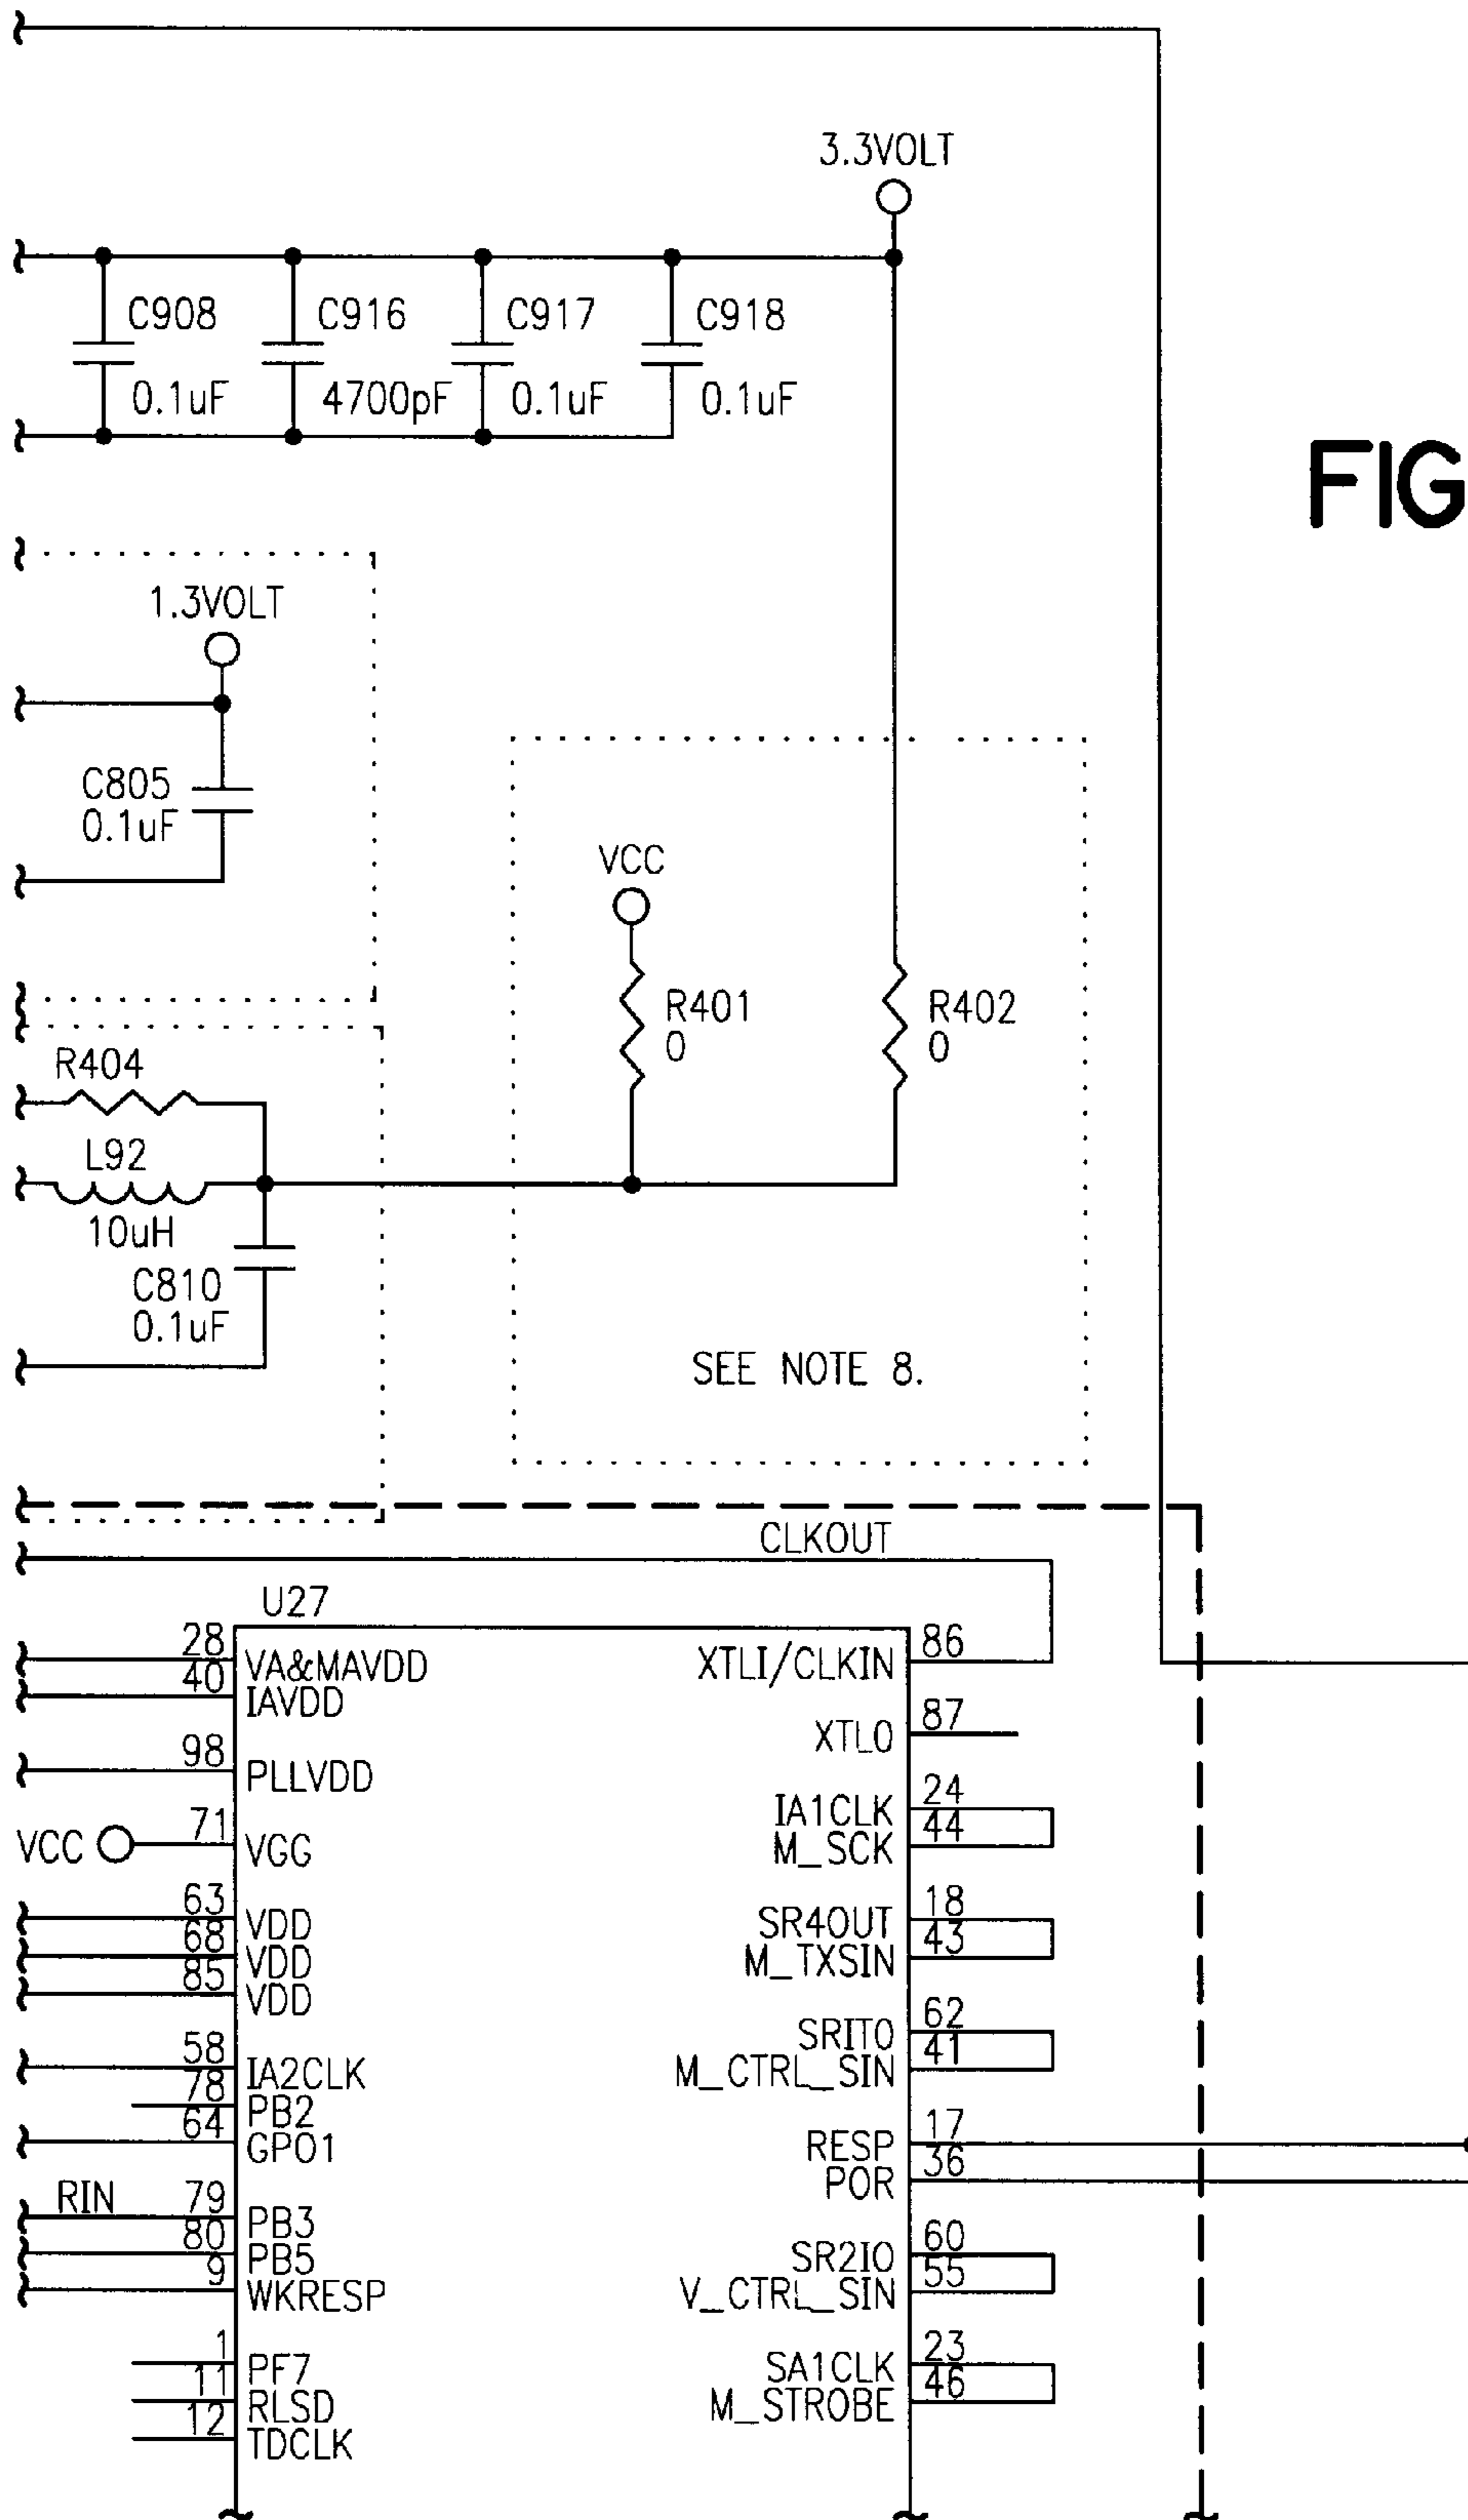 3.3VOLT
C908
C916
C917
C918
0.1uF
4700pF
0.1uF
0.1uF
FIG
1.3VOLT
C805
0.1uF
VCC
R401
0
R402
0
R404
L92
10uH
C810
0.1uF
SEE NOTE 8.
CLKOUT
U27
28
VA&MAVDD
40
IAVDD
98
PLLVDD
VCC
71
VGG
63
VDD
68
VDD
85
VDD
58
IA2CLK
78
PB2
64
GPO1
RIN
79
PB3
80
PB5
9
WKRESP
1
PF7
11
RLSD
12
TDCLK
86
XTLI/CLKIN
87
XTLO
24
IA1CLK
44
M_SCK
18
SR4OUT
43
M_TXSIN
62
SRITO
41
M_CTRL_SIN
17
RESP
36
POR
60
SR2IO
55
V_CTRL_SIN
23
SA1CLK
46
M_STROBE